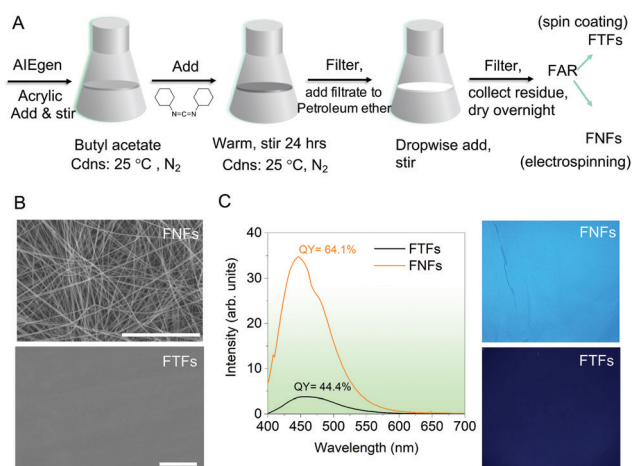 A
AIEgen
Acrylic
Add & stir
Butyl acetate
Cdns: 25 °C , N₂
Add
N=C=N
Warm, stir 24 hrs
Cdns: 25 °C, N₂
Filter,
add filtrate to
Petroleum ether
Dropwise add,
stir
Filter,
collect residue,
dry overnight
(spin coating)
FTFs
FAR
FNFs
(electrospinning)
B
FNFs
FTFs
C
Intensity (arb. units)
40
35
30
25
20
15
10
5
0
QY= 64.1%
FTFs
FNFs
QY= 44.4%
400 450 500 550 600 650 700
Wavelength (nm)
FNFs
FTFs